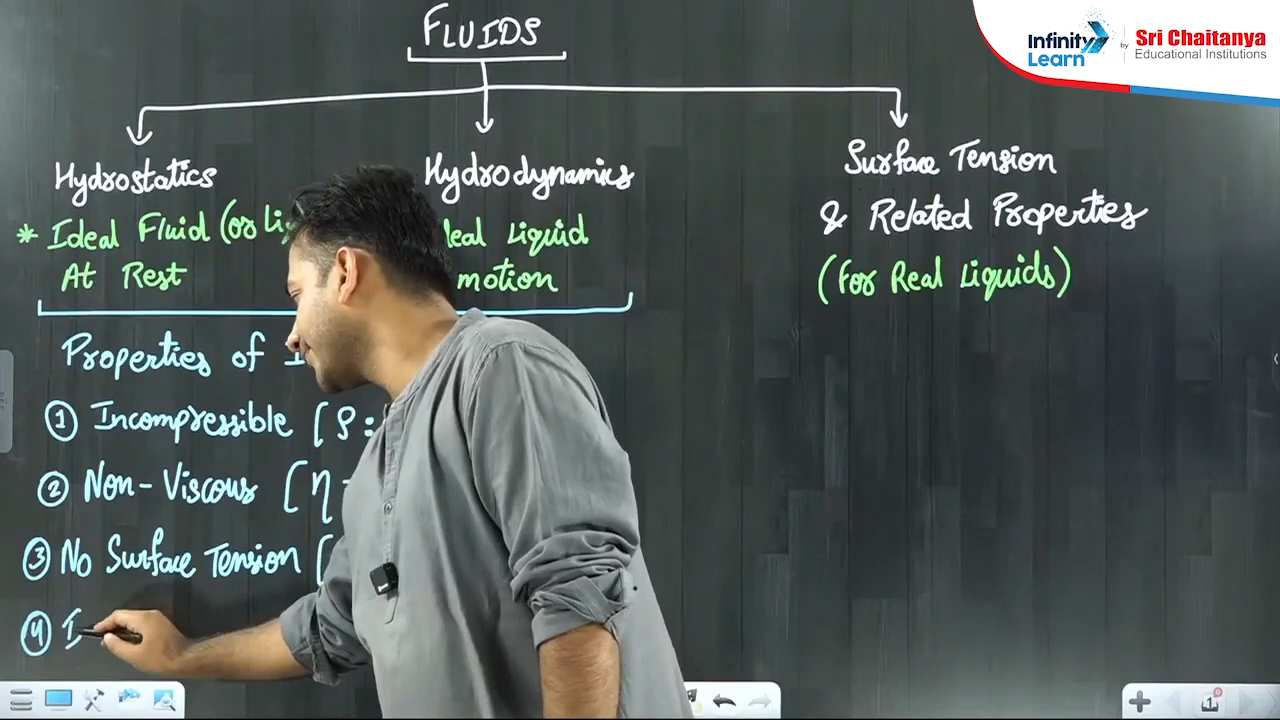 FLUIDS
Infinity Learn
by
Sri Chaitanya
Educational Institutions
Hydrostatics
* Ideal Fluid (or
At Rest
Hydrodynamics
Liquid
motion
Surface Tension
& Related Properties
(For Real Liquids)
Properties of
① Incompressible [ρ :
② Non-Viscous [η
③ No Surface Tension [
④ I